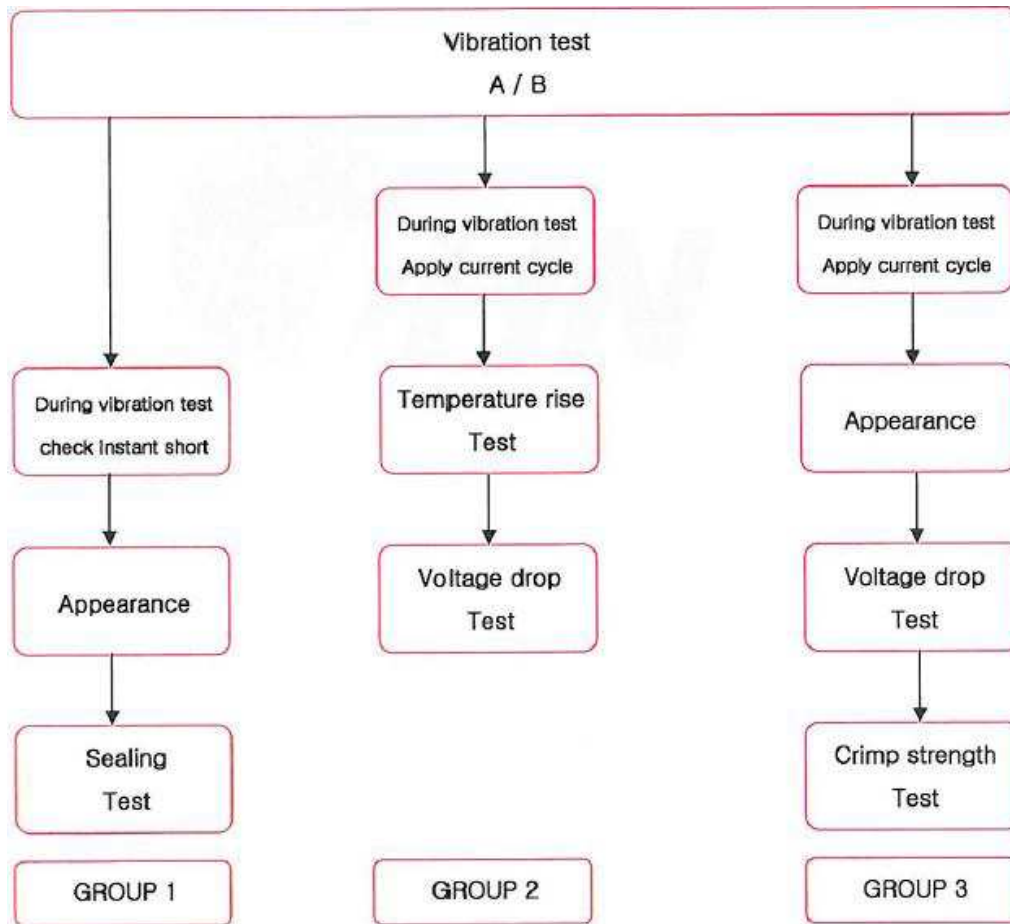 Vibration test
A / B
During vibration test
Apply current cycle
During vibration test
Apply current cycle
During vibration test
check instant short
Temperature rise
Test
Appearance
Appearance
Voltage drop
Test
Voltage drop
Test
Sealing
Test
Crimp strength
Test
GROUP 1
GROUP 2
GROUP 3